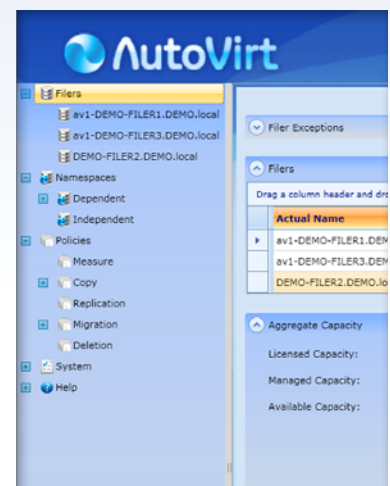 AutoVirt
Filers
av1-DEMO-FILER1.DEMO.local
av1-DEMO-FILER3.DEMO.local
DEMO-FILER2.DEMO.local
Namespaces
Dependent
Independent
Policies
Measure
Copy
Replication
Migration
Deletion
System
Help
Filer Exceptions
Filers
Drag a column header and dro
Actual Name
av1-DEMO-FILER1.DEM
av1-DEMO-FILER3.DEM
DEMO-FILER2.DEMO.lo
Aggregate Capacity
Licensed Capacity:
Managed Capacity:
Available Capacity: